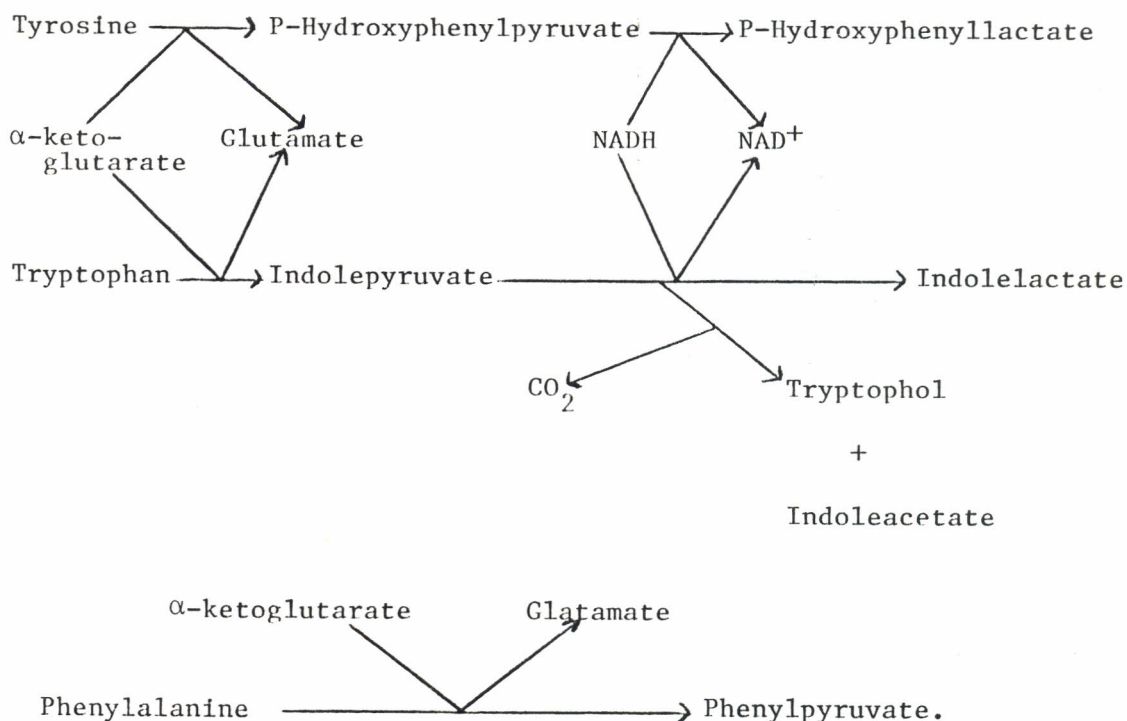 Tyrosine P-Hydroxyphenylpyruvate P-Hydroxyphenyllactate
α-keto- Glutamate NADH NAD+
glutarate
Tryptophan Indolepyruvate Indolelactate
CO2 Tryptophol
+
Indoleacetate
α-ketoglutarate Glatamate
Phenylalanine Phenylpyruvate.